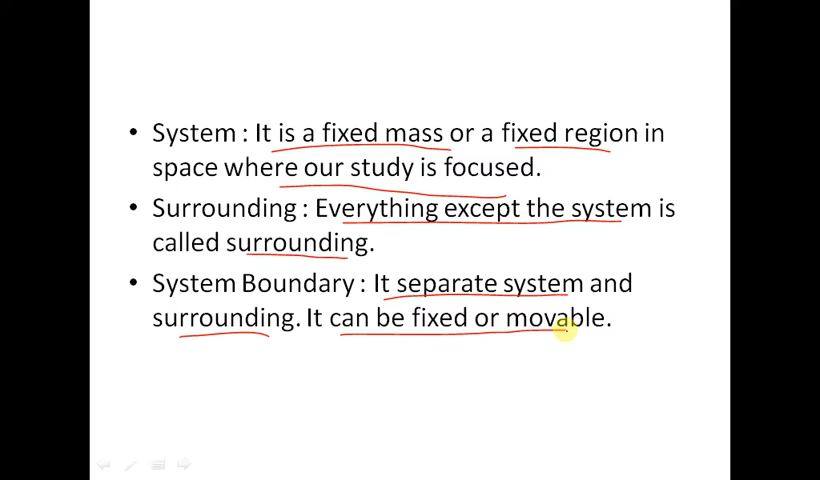 • System : It is a fixed mass or a fixed region in
space where our study is focused.
• Surrounding : Everything except the system is
called surrounding.
• System Boundary : It separate system and
surrounding. It can be fixed or movable.